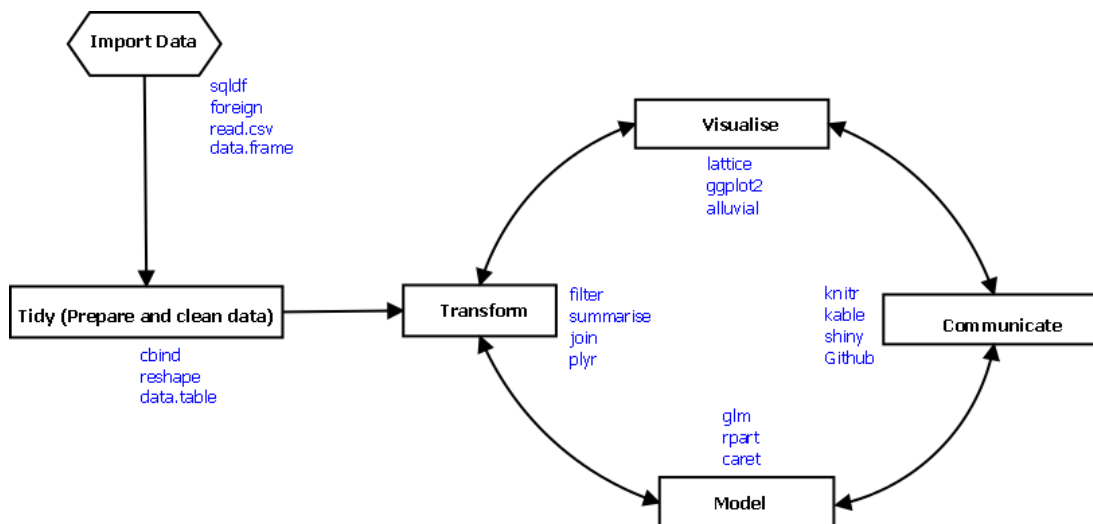 Import Data
sqldf
foreign
read.csv
data.frame
Visualise
lattice
ggplot2
alluvial
Tidy (Prepare and clean data)
cbind
reshape
data.table
Transform
filter
summarise
join
plyr
knitr
kable
shiny
Github
Communicate
glm
rpart
caret
Model